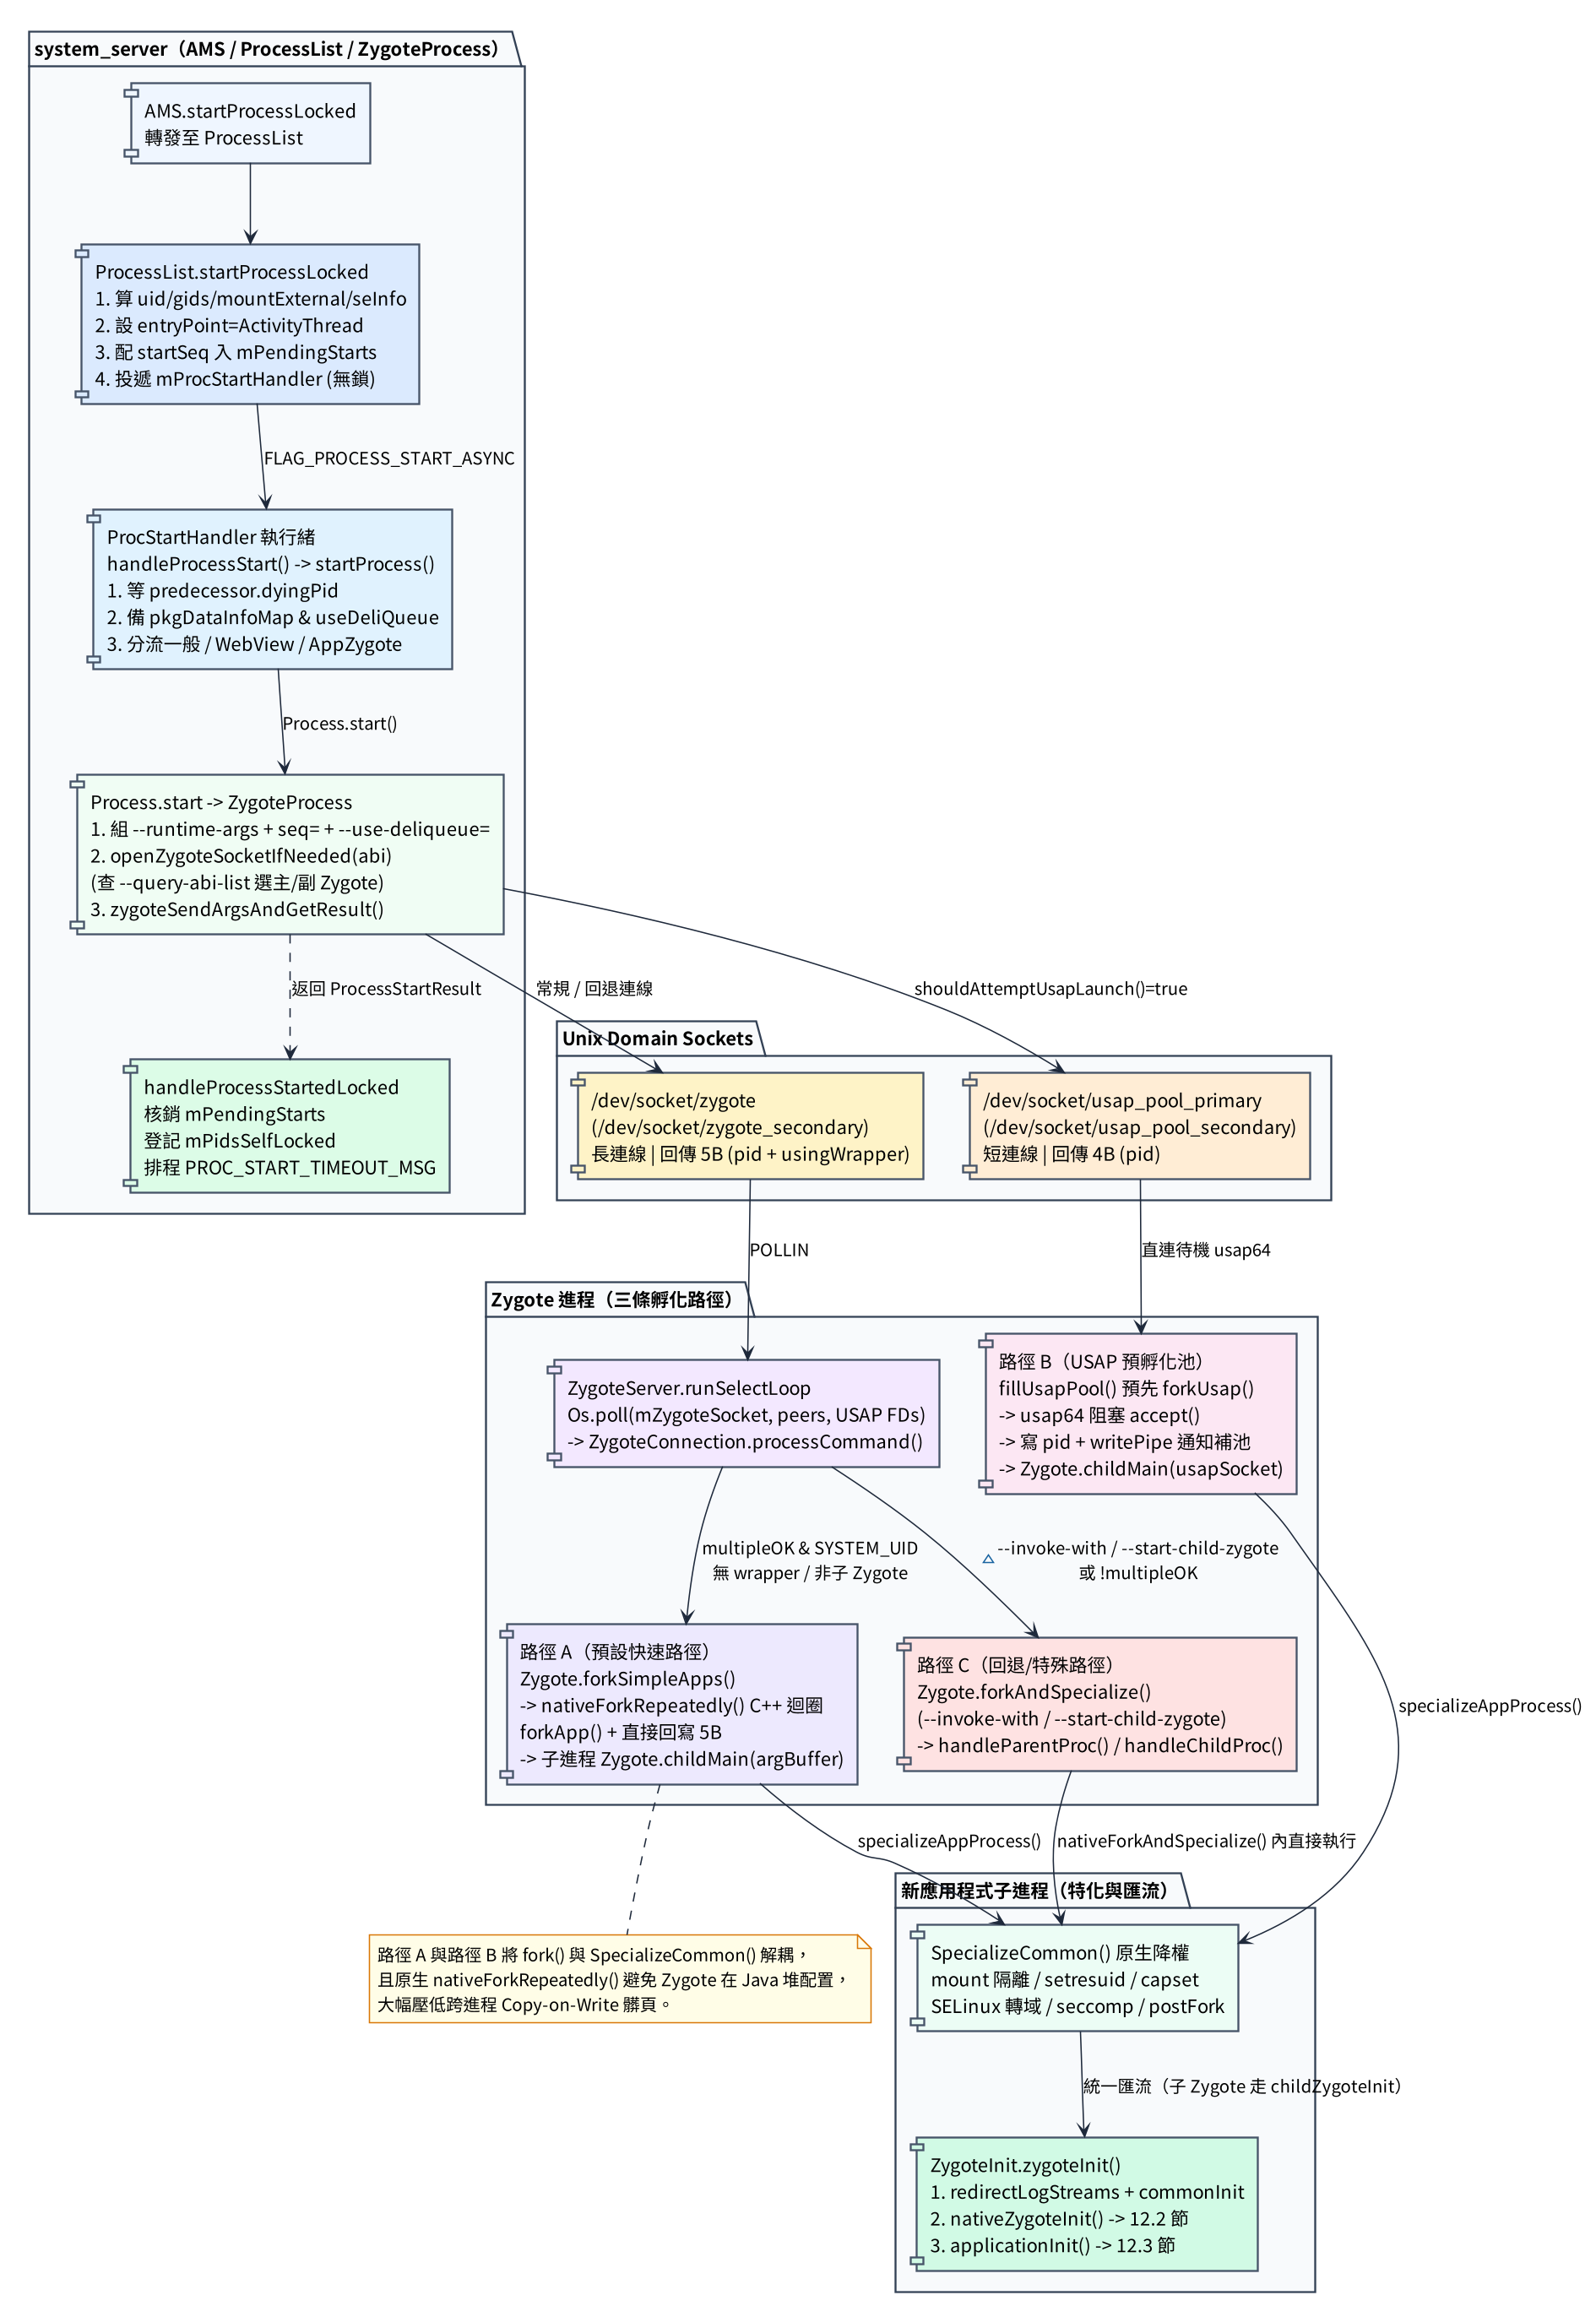 system_server（AMS / ProcessList / ZygoteProcess）
AMS.startProcessLocked
轉發至 ProcessList
ProcessList.startProcessLocked
1. 算 uid/gids/mountExternal/seInfo
2. 設 entryPoint=ActivityThread
3. 配 startSeq 入 mPendingStarts
4. 投遞 mProcStartHandler (無鎖)
FLAG_PROCESS_START_ASYNC
ProcStartHandler 執行緒
handleProcessStart() -> startProcess()
1. 等 predecessor.dyingPid
2. 備 pkgDataInfoMap & useDeliQueue
3. 分流一般 / WebView / AppZygote
Process.start()
Process.start -> ZygoteProcess
1. 組 --runtime-args + seq= + --use-deliqueue=
2. openZygoteSocketIfNeeded(abi)
(查 --query-abi-list 選主/副 Zygote)
3. zygoteSendArgsAndGetResult()
返回 ProcessStartResult
常規 / 回退連線
shouldAttemptUsapLaunch()=true
handleProcessStartedLocked
核銷 mPendingStarts
登記 mPidsSelfLocked
排程 PROC_START_TIMEOUT_MSG
Unix Domain Sockets
/dev/socket/zygote
(/dev/socket/zygote_secondary)
長連線 | 回傳 5B (pid + usingWrapper)
/dev/socket/usap_pool_primary
(/dev/socket/usap_pool_secondary)
短連線 | 回傳 4B (pid)
POLLIN
直連待機 usap64
Zygote 進程（三條孵化路徑）
ZygoteServer.runSelectLoop
Os.poll(mZygoteSocket, peers, USAP FDs)
-> ZygoteConnection.processCommand()
路徑 B（USAP 預孵化池）
fillUsapPool() 預先 forkUsap()
-> usap64 阻塞 accept()
-> 寫 pid + writePipe 通知補池
-> Zygote.childMain(usapSocket)
multipleOK & SYSTEM_UID
無 wrapper / 非子 Zygote
--invoke-with / --start-child-zygote
或 !multipleOK
路徑 A（預設快速路徑）
Zygote.forkSimpleApps()
-> nativeForkRepeatedly() C++ 迴圈
forkApp() + 直接回寫 5B
-> 子進程 Zygote.childMain(argBuffer)
路徑 C（回退/特殊路徑）
Zygote.forkAndSpecialize()
(--invoke-with / --start-child-zygote)
-> handleParentProc() / handleChildProc()
specializeAppProcess()
specializeAppProcess()
nativeForkAndSpecialize() 內直接執行
新應用程式子進程（特化與匯流）
路徑 A 與路徑 B 將 fork() 與 SpecializeCommon() 解耦，
且原生 nativeForkRepeatedly() 避免 Zygote 在 Java 堆配置，
大幅壓低跨進程 Copy-on-Write 髒頁。
SpecializeCommon() 原生降權
mount 隔離 / setresuid / capset
SELinux 轉域 / seccomp / postFork
統一匯流（子 Zygote 走 childZygoteInit）
ZygoteInit.zygoteInit()
1. redirectLogStreams + commonInit
2. nativeZygoteInit() -> 12.2 節
3. applicationInit() -> 12.3 節